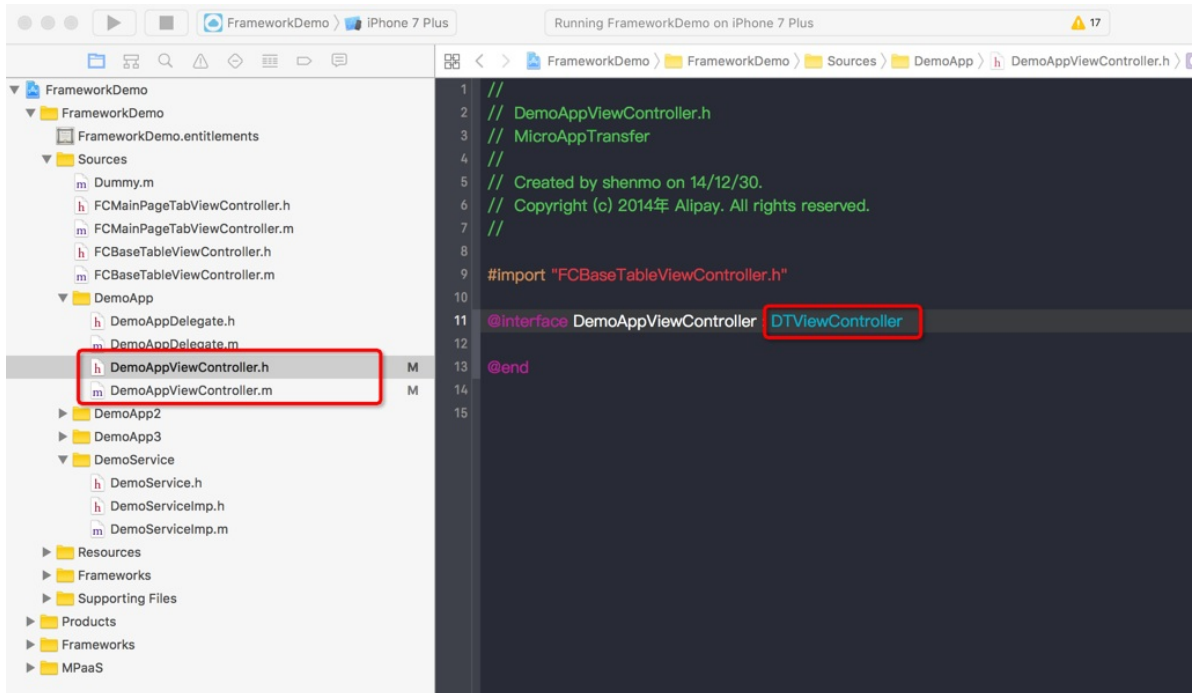 FrameworkDemo 〉 iPhone 7 Plus
Running FrameworkDemo on iPhone 7 Plus
17
FrameworkDemo 〉 FrameworkDemo 〉 Sources 〉 DemoApp 〉 h DemoAppViewController.h 〉
FrameworkDemo
FrameworkDemo
FrameworkDemo.entitlements
Sources
m Dummy.m
h FCMainPageTabViewController.h
m FCMainPageTabViewController.m
h FCBaseTableViewController.h
m FCBaseTableViewController.m
DemoApp
h DemoAppDelegate.h
m DemoAppDelegate.m
h DemoAppViewController.h M
m DemoAppViewController.m M
DemoApp2
DemoApp3
DemoService
h DemoService.h
h DemoServiceImp.h
m DemoServiceImp.m
Resources
Frameworks
Supporting Files
Products
Frameworks
MPaaS
1 //
2 // DemoAppViewController.h
3 // MicroAppTransfer
4 //
5 // Created by shenmo on 14/12/30.
6 // Copyright (c) 2014年 Alipay. All rights reserved.
7 //
8
9 #import "FCBaseTableViewController.h"
10
11 @interface DemoAppViewController : DTViewController
12
13 @end
14
15